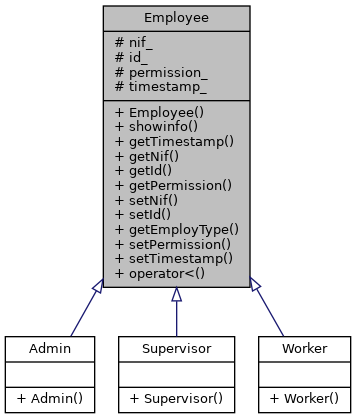 Employee
# nif_
# id_
# permission_
# timestamp_
+ Employee()
+ showinfo()
+ getTimestamp()
+ getNif()
+ getId()
+ getPermission()
+ setNif()
+ setId()
+ getEmployType()
+ setPermission()
+ setTimestamp()
+ operator<()
Admin
+ Admin()
Supervisor
+ Supervisor()
Worker
+ Worker()